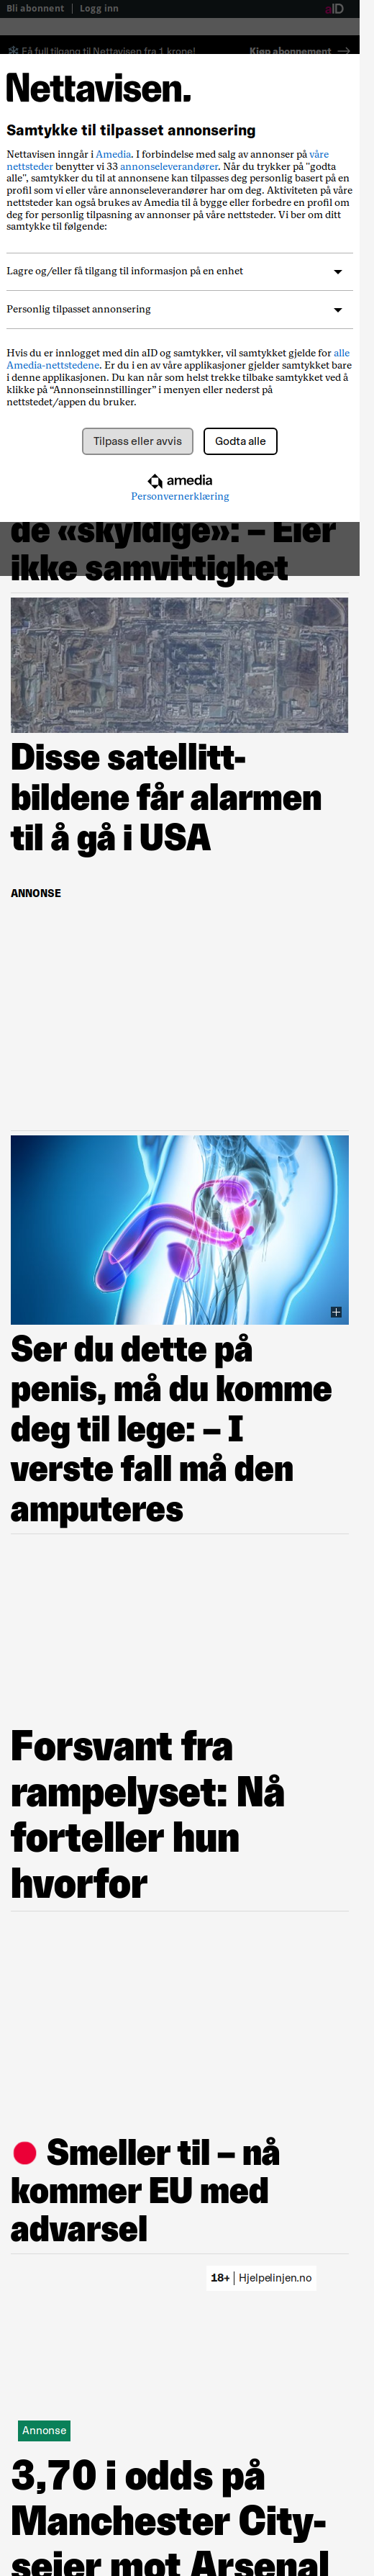 Bli abonnent | Logg inn
aID
Få full tilgang til Nettavisen fra 1 krone!
Kjøp abonnement
Nettavisen.
Samtykke til tilpasset annonsering
Nettavisen inngår i Amedia. I forbindelse med salg av annonser på våre
nettsteder benytter vi 33 annonseleverandører. Når du trykker på "godta
alle", samtykker du til at annonsene kan tilpasses deg personlig basert på en
profil som vi eller våre annonseleverandører har om deg. Aktiviteten på våre
nettsteder kan også brukes av Amedia til å bygge eller forbedre en profil om
deg for personlig tilpasning av annonser på våre nettsteder. Vi ber om ditt
samtykke til følgende:
Lagre og/eller få tilgang til informasjon på en enhet
Personlig tilpasset annonsering
Hvis du er innlogget med din aID og samtykker, vil samtykket gjelde for alle
Amedia-nettstedene. Er du i en av våre applikasjoner gjelder samtykket bare
i denne applikasjonen. Du kan når som helst trekke tilbake samtykket ved å
klikke på “Annonseinnstillinger” i menyen eller nederst på
nettstedet/appen du bruker.
Tilpass eller avvis
Godta alle
amedia
Personvernerklæring
de «skyldige»: – Eier
ikke samvittighet
Disse satellitt-
bildene får alarmen
til å gå i USA
ANNONSE
Ser du dette på
penis, må du komme
deg til lege: – I
verste fall må den
amputeres
Forsvant fra
rampelyset: Nå
forteller hun
hvorfor
Smeller til – nå
kommer EU med
advarsel
18+ | Hjelpelinjen.no
Annonse
3,70 i odds på
Manchester City-
seier mot Arsenal